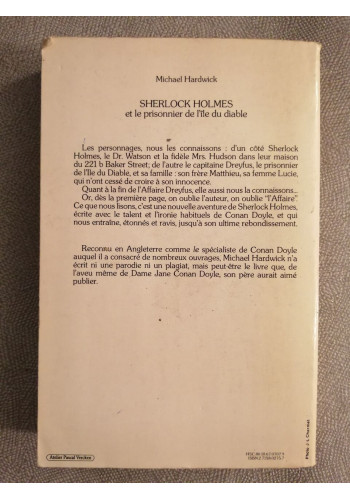 Michael Hardwick
SHERLOCK HOLMES
et le prisonnier de l'île du diable
Les personnages, nous les connaissons : d'un côté Sherlock
Holmes, le Dr. Watson et la fidèle Mrs. Hudson dans leur maison
du 221 b Baker Street; de l'autre le capitaine Dreyfus, le prisonnier
de l'Ile du Diable, et sa famille : son frère Matthieu, sa femme Lucie,
qui n'ont cessé de croire à son innocence.
Quant à la fin de l'Affaire Dreyfus, elle aussi nous la connaissons...
Or, dès la première page, on oublie l'auteur, on oublie "l'Affaire".
Ce que nous lisons, c'est une nouvelle aventure de Sherlock Holmes,
écrite avec le talent et l'ironie habituels de Conan Doyle, et qui
nous entraîne, étonnés et ravis, jusqu'à son ultime rebondissement.
Reconnu en Angleterre comme le spécialiste de Conan Doyle
auquel il a consacré de nombreux ouvrages, Michael Hardwick n'a
écrit ni une parodie ni un plagiat, mais peut-être le livre que, de
l'aveu même de Dame Jane Conan Doyle, son père aurait aimé
publier.
Atelier Pascal Vercken